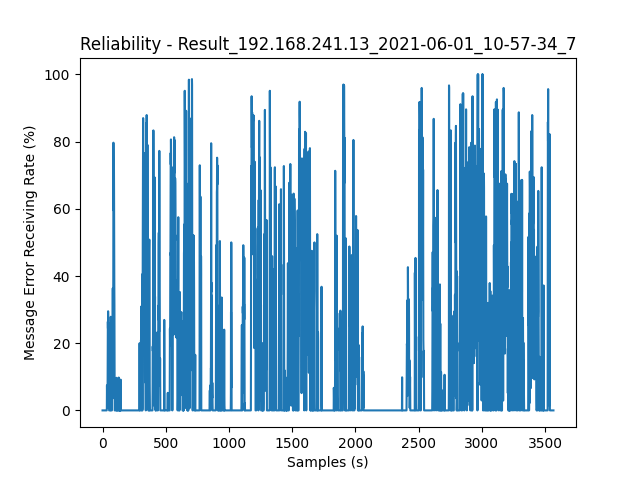 Reliability - Result_192.168.241.13_2021-06-01_10-57-34_7
100
80
60
40
20
0
Message Error Receiving Rate (%)
0 500 1000 1500 2000 2500 3000 3500
Samples (s)